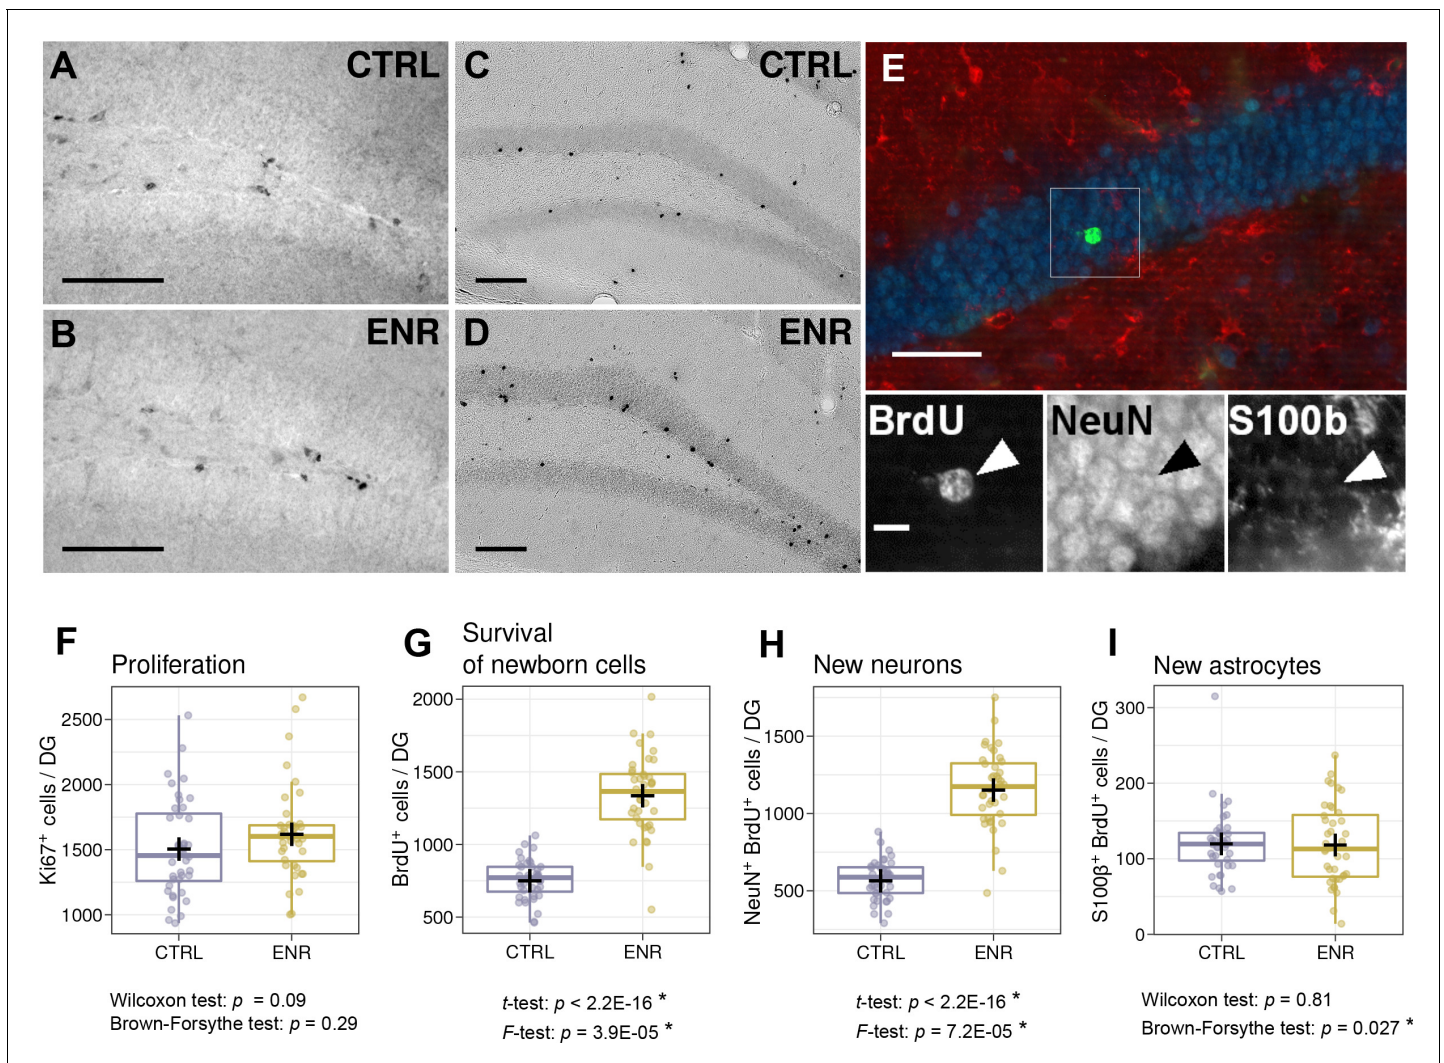 A CTRL
C CTRL
E
B ENR
D ENR
BrdU
NeuN
S100b
F
Proliferation
Ki67+ cells / DG
2500
2000
1500
1000
CTRL ENR
Wilcoxon test: p = 0.09
Brown-Forsythe test: p = 0.29
G
Survival
of newborn cells
BrdU+ cells / DG
2000
1500
1000
500
CTRL ENR
t-test: p < 2.2E-16 *
F-test: p = 3.9E-05 *
H
New neurons
NeuN+ BrdU+ cells / DG
1500
1000
500
CTRL ENR
t-test: p < 2.2E-16 *
F-test: p = 7.2E-05 *
I
New astrocytes
S100β+ BrdU+ cells / DG
300
200
100
0
CTRL ENR
Wilcoxon test: p = 0.81
Brown-Forsythe test: p = 0.027 *